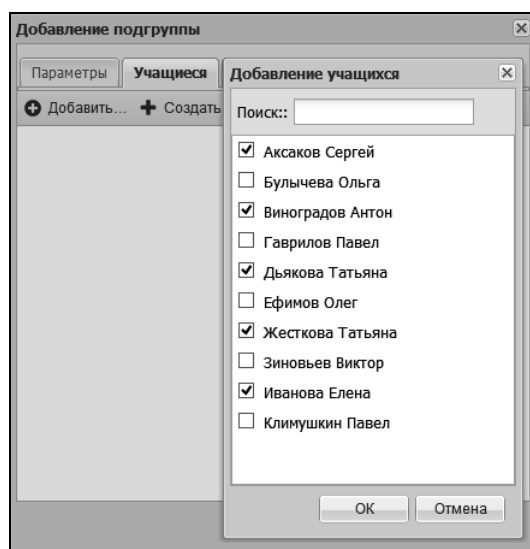 Добавление подгруппы
Параметры Учащиеся
Добавить... Создать
Добавление учащихся
Поиск::
Аксаков Сергей
Булычева Ольга
Виноградов Антон
Гаврилов Павел
Дьякова Татьяна
Ефимов Олег
Жесткова Татьяна
Зиновьев Виктор
Иванова Елена
Климушкин Павел
ОК Отмена